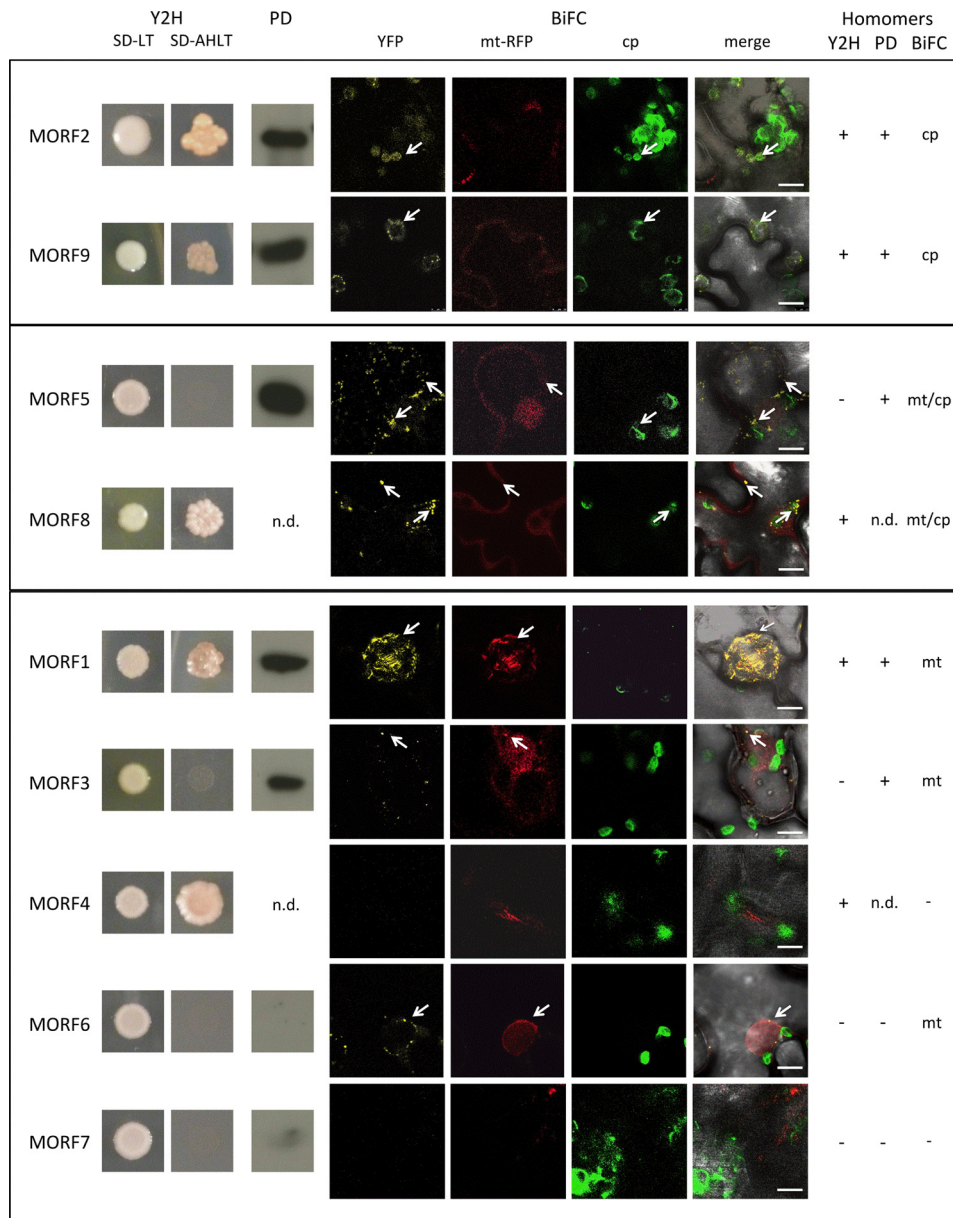 Y2H PD BiFC Homomers
SD-LT SD-AHLT YFP mt-RFP cp merge Y2H PD BiFC
MORF2 + + cp
MORF9 + + cp
MORF5 - + mt/cp
MORF8 n.d. + n.d. mt/cp
MORF1 + + mt
MORF3 - + mt
MORF4 n.d. + n.d. -
MORF6 - - mt
MORF7 - - -